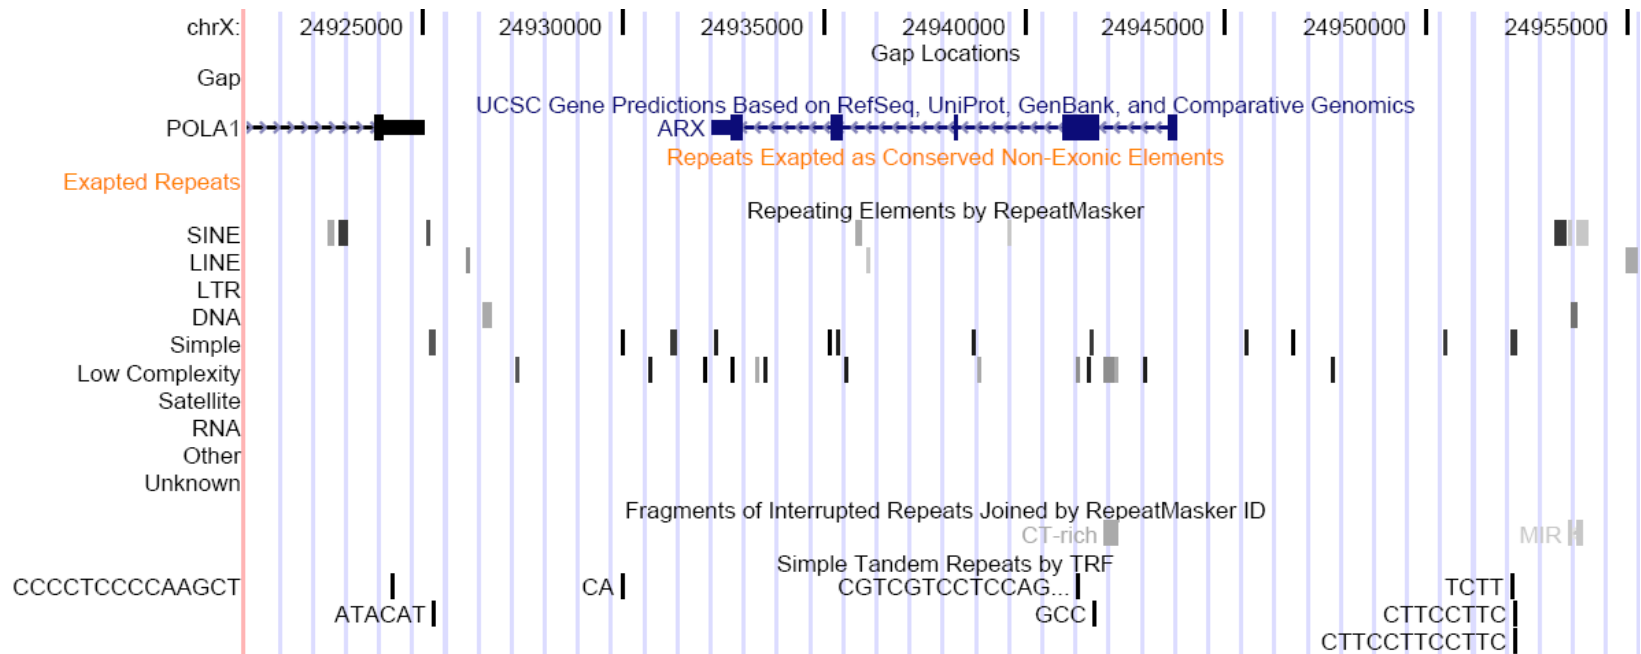 chrX: 24925000 24930000 24935000 24940000 24945000 24950000 24955000
Gap Locations
Gap
UCSC Gene Predictions Based on RefSeq, UniProt, GenBank, and Comparative Genomics
POLA1 ARX
Repeats Exapted as Conserved Non-Exonic Elements
Exapted Repeats
Repeating Elements by RepeatMasker
SINE
LINE
LTR
DNA
Simple
Low Complexity
Satellite
RNA
Other
Unknown
Fragments of Interrupted Repeats Joined by RepeatMasker ID
CT-rich MIR
Simple Tandem Repeats by TRF
CCCCTCCCCAAGCT CA CGTCGTCCTCCAG... TCTT
ATACAT GCC CTTCCTTC
CTTCCTTCCTTC